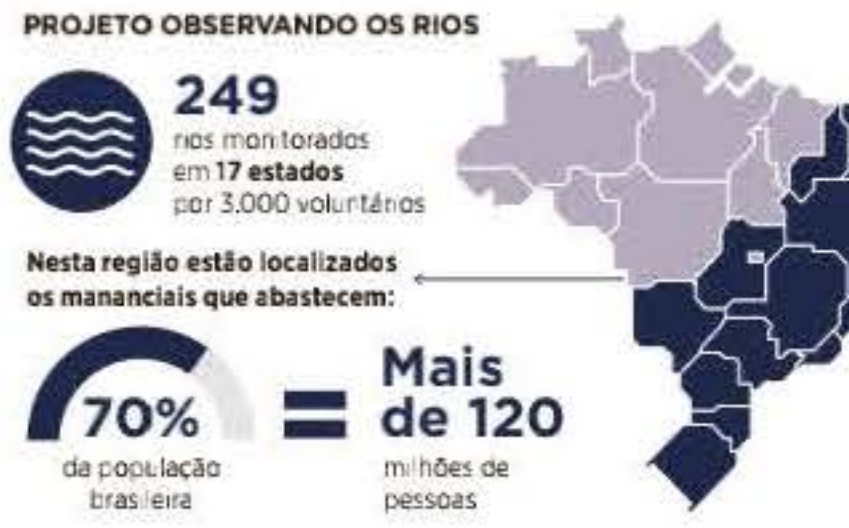 PROJETO OBSERVANDO OS RIOS
249
rios monitorados
em 17 estados
por 3.000 voluntários
Nesta região estão localizados
os mananciais que abastecem:
70%
da população
brasileira
=
Mais
de 120
milhões de
pessoas